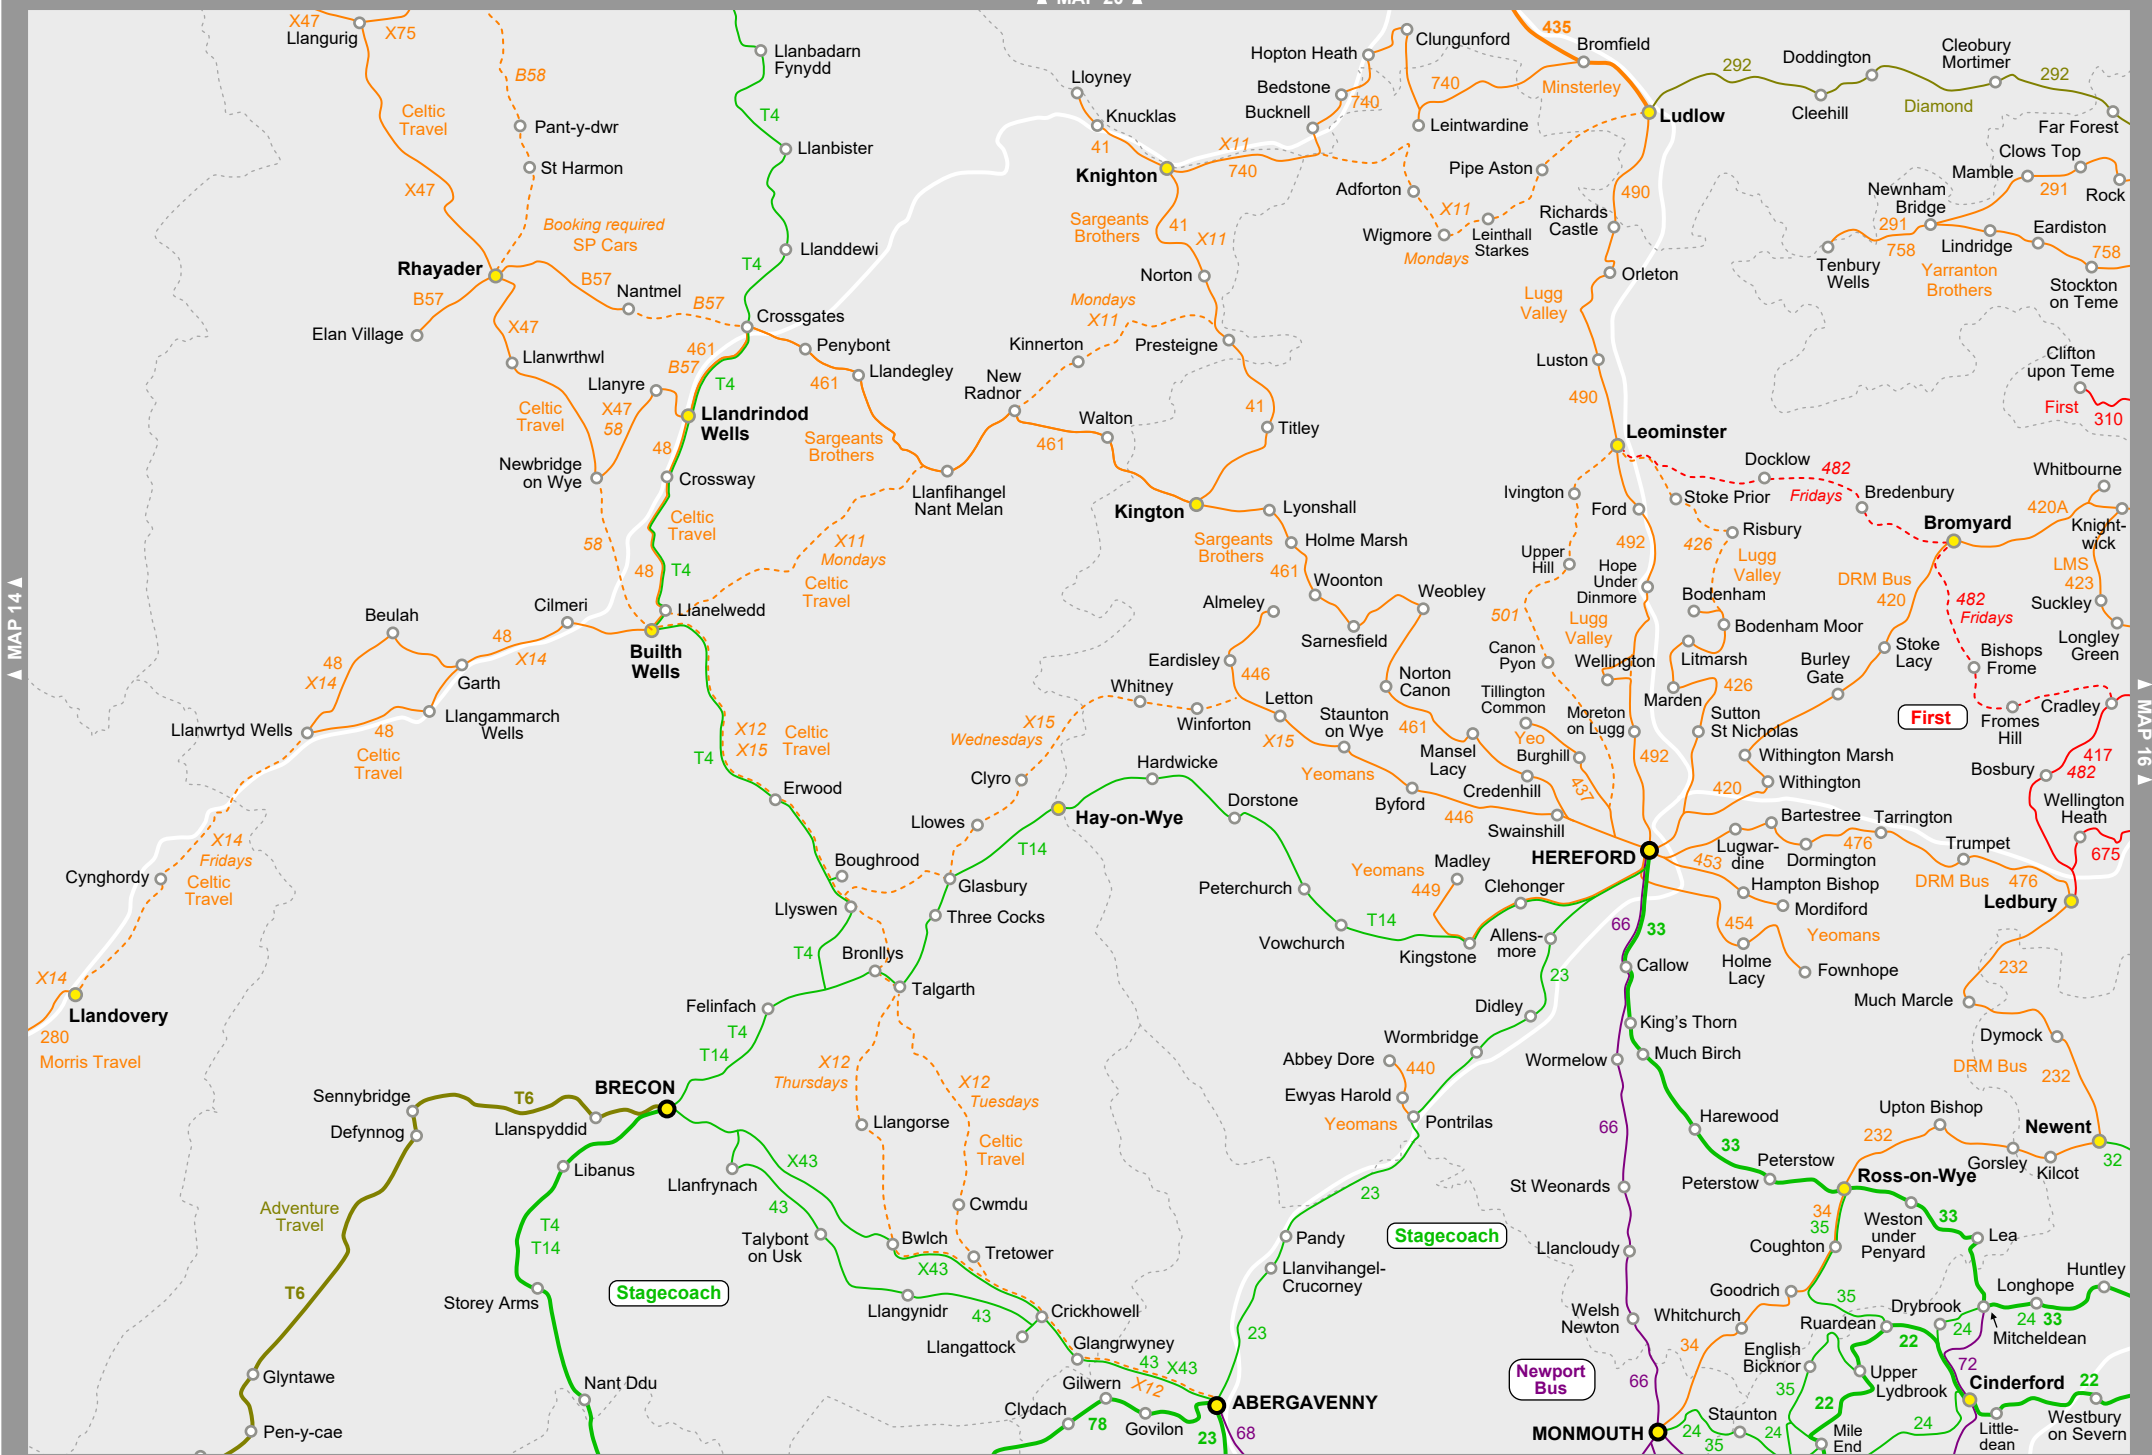 ▲ MAP 20 ▲
X47
Llangurig
X75
B58
Celtic
Travel
Pant-y-dwr
St Harmon
X47
Llanbadarn
Fynydd
T4
Llanbister
Llanddewi
T4
Booking required
SP Cars
Rhayader
B57
B57
Nantmel
B57
Elan Village
X47
Llanwrthwl
Crossgates
461
B57
T4
Penybont
461
Llandegley
Llanyre
X47
58
Celtic
Travel
Llandrindod
Wells
48
Newbridge
on Wye
Crossway
Celtic
Travel
58
48
T4
Sargeants
Brothers
Llanfihangel
Nant Melan
X11
Mondays
Celtic
Travel
Llanelwedd
Builth
Wells
Cilmeri
Beulah
48
X14
48
X14
Garth
Llangammarch
Wells
Llanwrtyd Wells
48
Celtic
Travel
X14
Fridays
Celtic
Travel
Cynghordy
X14
Llandovery
280
Morris Travel
▲ MAP 14 ▲
Lloyney
Knucklas
41
Knighton
X11
740
Hopton Heath
Bedstone
Bucknell
740
Clungunford
740
Leintwardine
435
Bromfield
Minsterley
Ludlow
292
Doddington
Cleehill
Cleobury
Mortimer
292
Diamond
Far Forest
Clows Top
Mamble
291
Rock
Newnham
Bridge
291
758
Lindridge
Eardiston
758
Tenbury
Wells
Yarranton
Brothers
Stockton
on Teme
Clifton
upon Teme
First
310
Sargeants
Brothers
41
X11
Norton
Mondays
X11
Kinnerton
Presteigne
New
Radnor
Walton
461
41
Titley
Kington
Adforton
Wigmore
X11
Mondays
Pipe Aston
Leinthall
Starkes
490
Richards
Castle
Orleton
Lugg
Valley
Luston
490
Leominster
Docklow
482
Fridays
Bredenbury
Bromyard
Whitbourne
420A
Knight-
wick
LMS
423
Suckley
Longley
Green
Ivington
Ford
Stoke Prior
Risbury
426
Lugg
Valley
492
Upper
Hill
Hope
Under
Dinmore
Bodenham
Bodenham Moor
501
Lugg
Valley
Litmarsh
Canon
Pyon
Wellington
426
Marden
Sutton
St Nicholas
DRM Bus
420
482
Fridays
Stoke
Lacy
Burley
Gate
Bishops
Frome
First
Fromes
Hill
Cradley
417
482
Bosbury
Wellington
Heath
675
▲ MAP 16 ▲
Lyonshall
Holme Marsh
Sargeants
Brothers
461
Woonton
Weobley
Sarnesfield
Almeley
Eardisley
446
Whitney
Winforton
Letton
X15
Staunton
on Wye
Norton
Canon
461
Mansel
Lacy
Tillington
Common
Yeo
Burghill
437
Moreton
on Lugg
492
Withington Marsh
Withington
420
Yeomans
Byford
446
Credenhill
Swainshill
X15
Wednesdays
Clyro
Hardwicke
Hay-on-Wye
Dorstone
Llowes
T14
Glasbury
Three Cocks
Peterchurch
Vowchurch
T14
Yeomans
449
Madley
Clehonger
Kingstone
HEREFORD
453
Lugwar-
dine
Bartestree
Dormington
476
Tarrington
Trumpet
DRM Bus
476
Ledbury
Hampton Bishop
Mordiford
454
Yeomans
Holme
Lacy
Fownhope
66
33
Allens-
more
23
Callow
Didley
Wormbridge
Abbey Dore
440
Ewyas Harold
Yeomans
Pontrilas
King's Thorn
Wormelow
Much Birch
66
Harewood
33
Peterstow
Peterstow
232
Much Marcle
Dymock
DRM Bus
232
Upton Bishop
232
Newent
32
Gorsley
Kilcot
Ross-on-Wye
34
35
Weston
under
Penyard
33
Lea
Coughton
Goodrich
Whitchurch
34
35
Ruardean
22
Drybrook
24
Longhope
24
33
Mitcheldean
Huntley
English
Bicknor
35
Upper
Lydbrook
22
72
Cinderford
22
Westbury
on Severn
Little-
dean
24
Staunton
24
35
24
Mile
End
MONMOUTH
66
Newport
Bus
Welsh
Newton
Llancloudy
St Weonards
Stagecoach
23
Pandy
Llanvihangel-
Crucorney
23
X12
X15
Celtic
Travel
T4
Erwood
Boughrood
Llyswen
T4
Bronllys
Talgarth
Felinfach
T4
T14
X12
Thursdays
X12
Tuesdays
Celtic
Travel
Llangorse
Cwmdu
Tretower
BRECON
Sennybridge
T6
Defynnog
Llanspyddid
Libanus
Adventure
Travel
T4
T14
T6
Storey Arms
Stagecoach
Nant Ddu
Glyntawe
Pen-y-cae
Llanfrynach
X43
43
Talybont
on Usk
Bwlch
X43
Llangynidr
43
Crickhowell
Llangattock
Glangrwyney
43
X43
X12
Gilwern
Clydach
78
Govilon
23
ABERGAVENNY
68